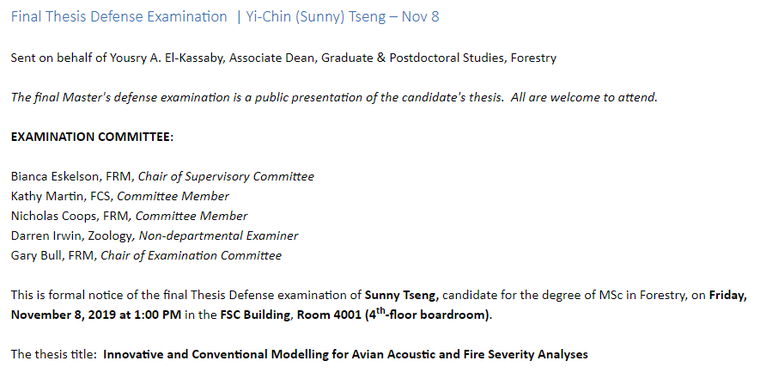 Final Thesis Defense Examination | Yi-Chin (Sunny) Tseng – Nov 8
Sent on behalf of Yousry A. El-Kassaby, Associate Dean, Graduate & Postdoctoral Studies, Forestry
The final Master's defense examination is a public presentation of the candidate's thesis. All are welcome to attend.
EXAMINATION COMMITTEE:
Bianca Eskelson, FRM, Chair of Supervisory Committee
Kathy Martin, FCS, Committee Member
Nicholas Coops, FRM, Committee Member
Darren Irwin, Zoology, Non-departmental Examiner
Gary Bull, FRM, Chair of Examination Committee
This is formal notice of the final Thesis Defense examination of Sunny Tseng, candidate for the degree of MSc in Forestry, on Friday,
November 8, 2019 at 1:00 PM in the FSC Building, Room 4001 (4th-floor boardroom).
The thesis title: Innovative and Conventional Modelling for Avian Acoustic and Fire Severity Analyses